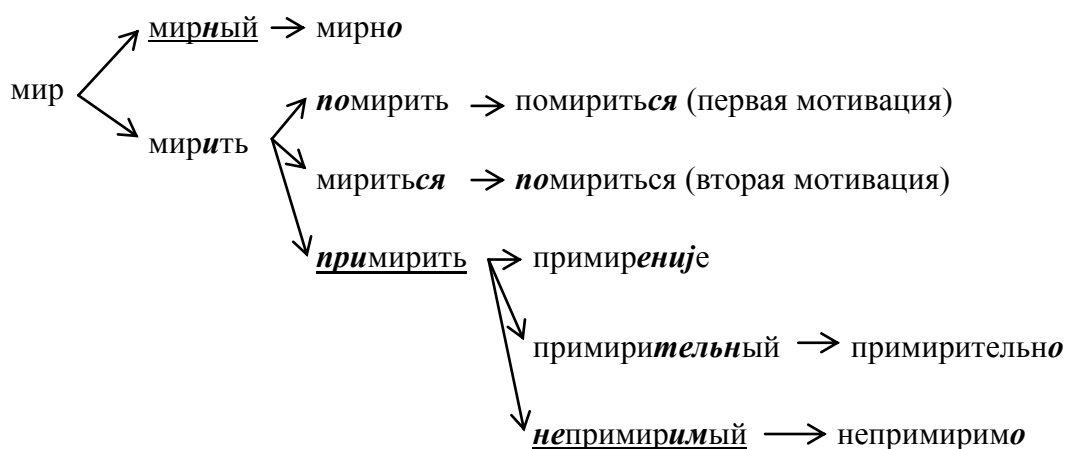 мирный → мирно
мир
помирить → помириться (первая мотивация)
мирить
мириться → помириться (вторая мотивация)
примирить → примирениjе
примирительный → примирительно
непримиримый → непримиримо